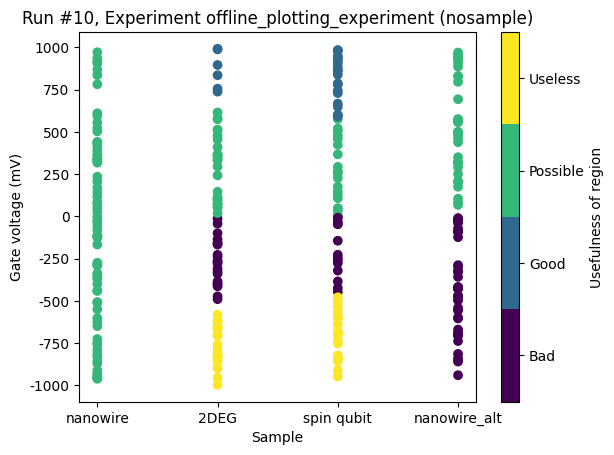 Run #10, Experiment offline_plotting_experiment (nosample)
1000
750
500
250
0
-250
-500
-750
-1000
Gate voltage (mV)
nanowire
2DEG
spin qubit
nanowire_alt
Sample
Useless
Possible
Good
Bad
Usefulness of region